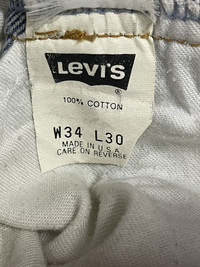 LEVI'S
®
100% COTTON
W34 L30
MADE IN U.S.A
CARE ON REVERSE